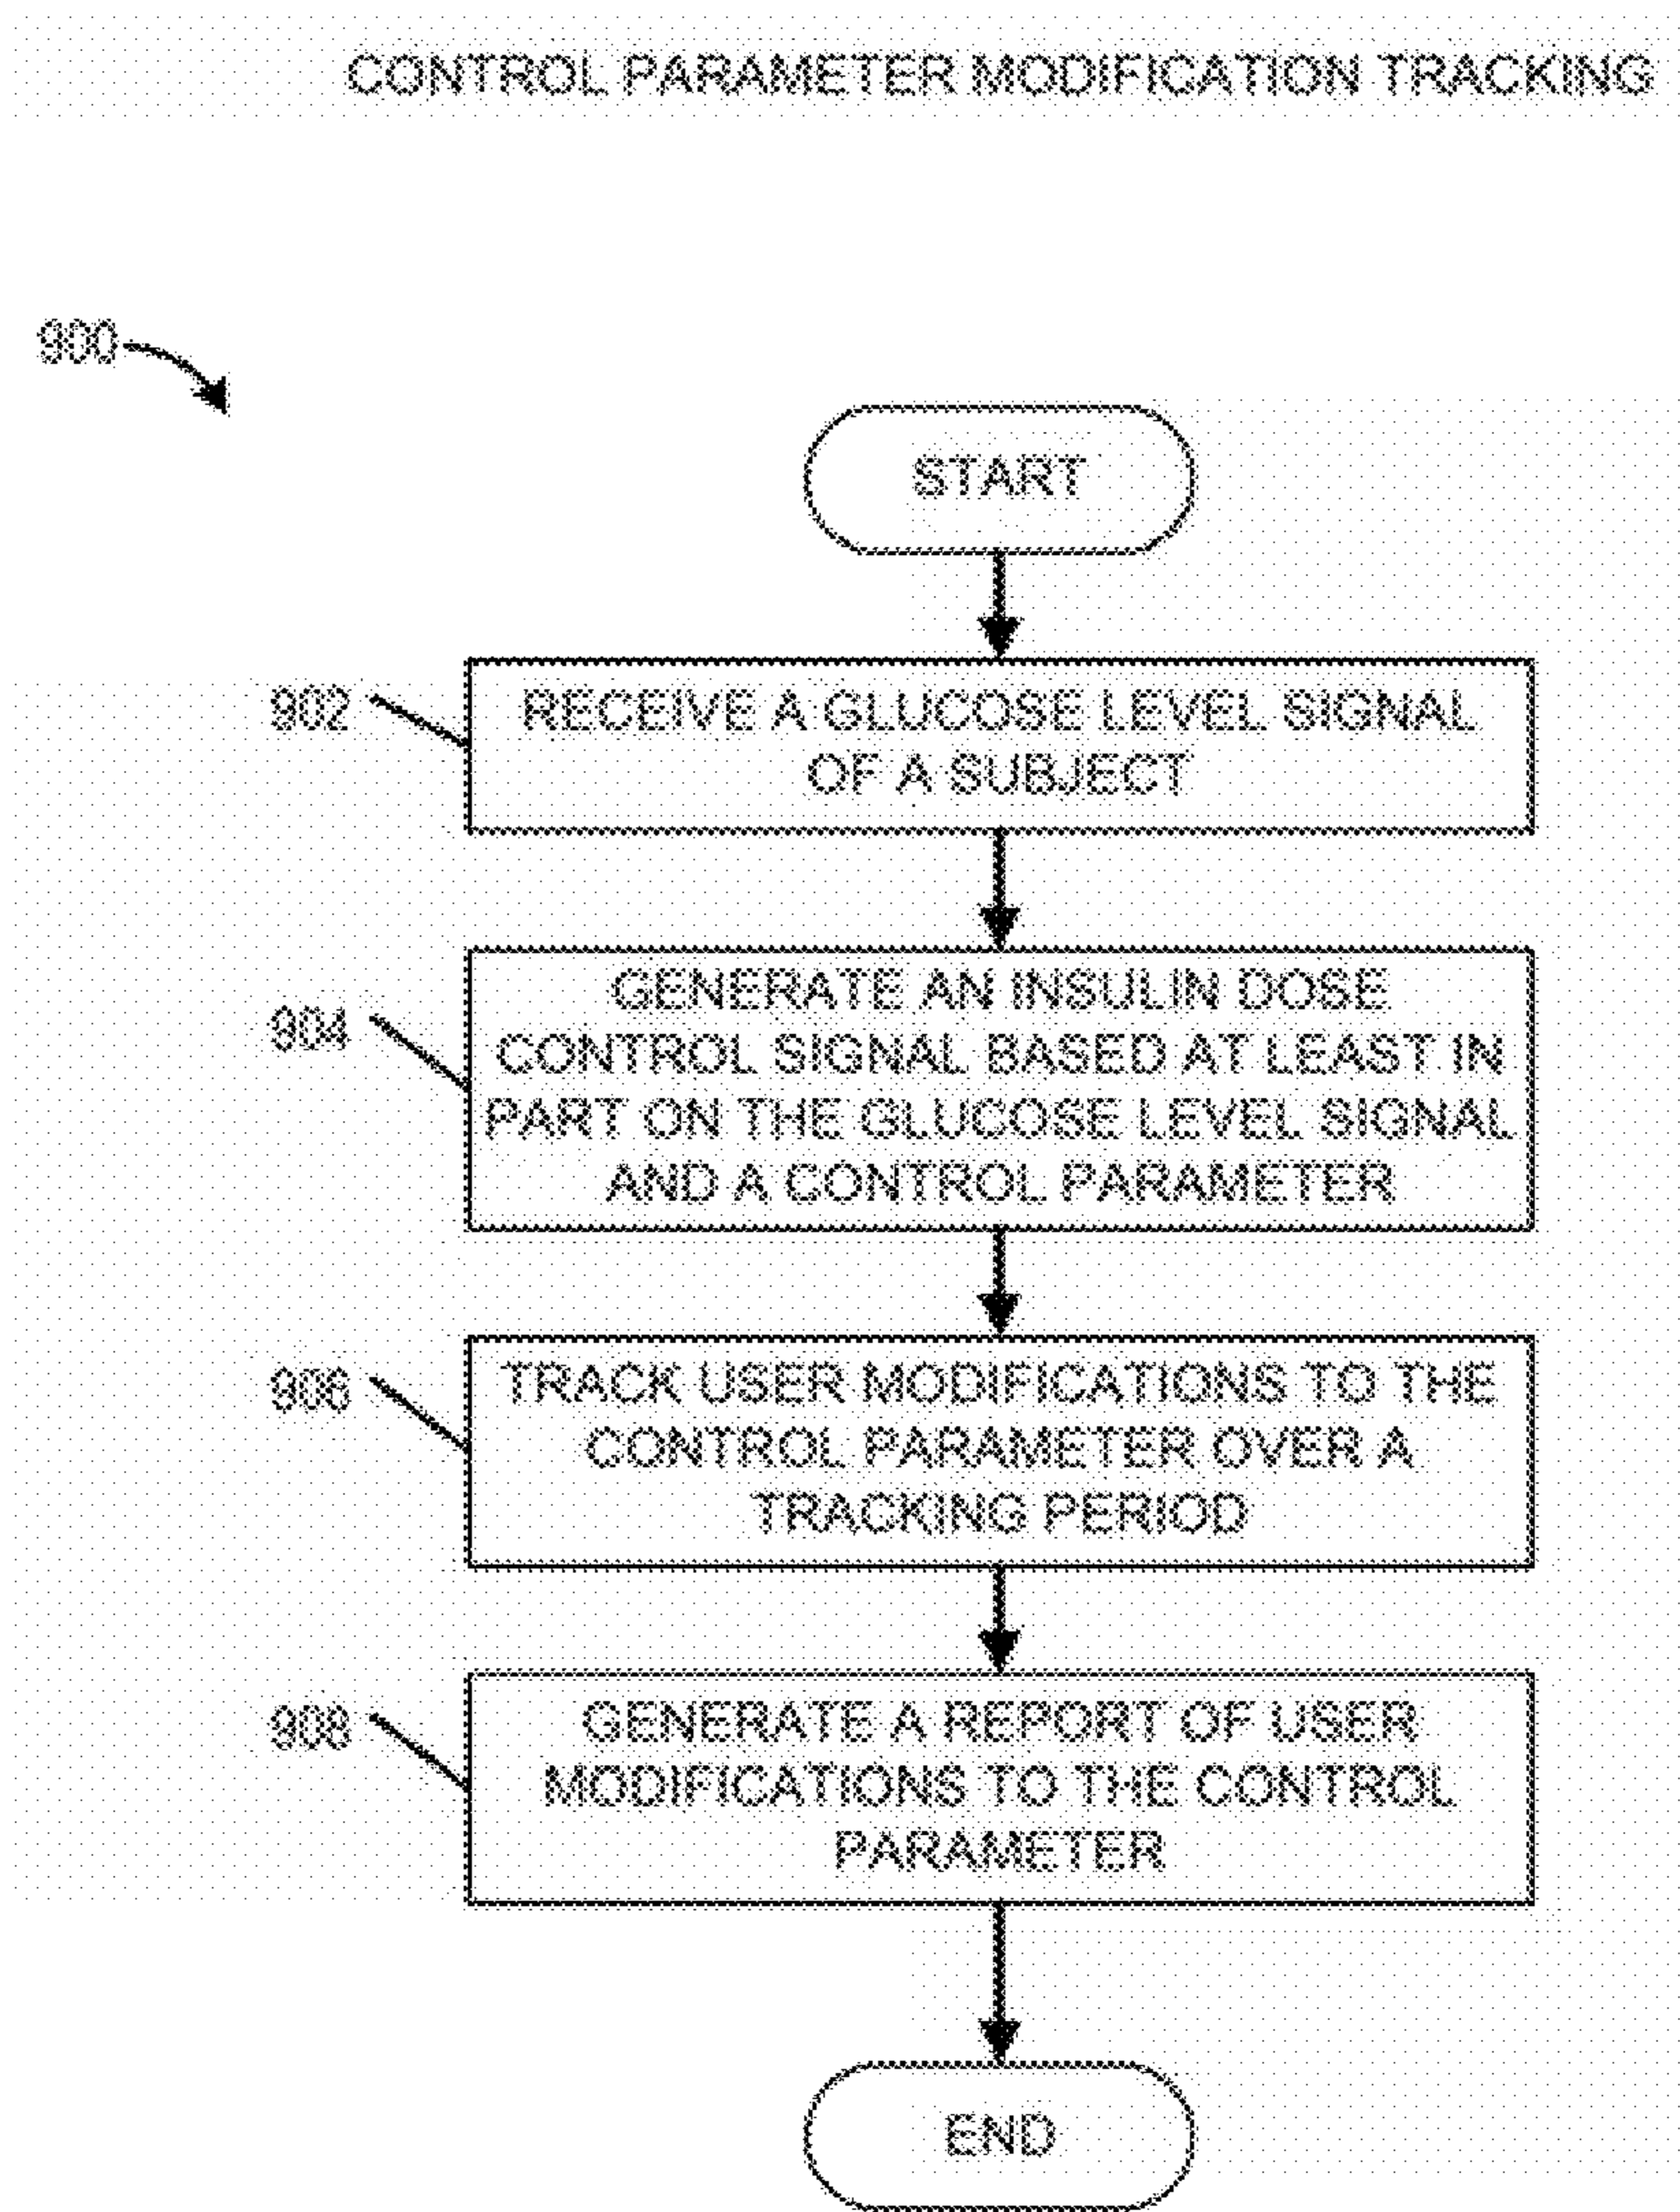 CONTROL PARAMETER MODIFICATION TRACKING
900
START
902
RECEIVE A GLUCOSE LEVEL SIGNAL
OF A SUBJECT
904
GENERATE AN INSULIN DOSE
CONTROL SIGNAL BASED AT LEAST IN
PART ON THE GLUCOSE LEVEL SIGNAL
AND A CONTROL PARAMETER
906
TRACK USER MODIFICATIONS TO THE
CONTROL PARAMETER OVER A
TRACKING PERIOD
908
GENERATE A REPORT OF USER
MODIFICATIONS TO THE CONTROL
PARAMETER
END